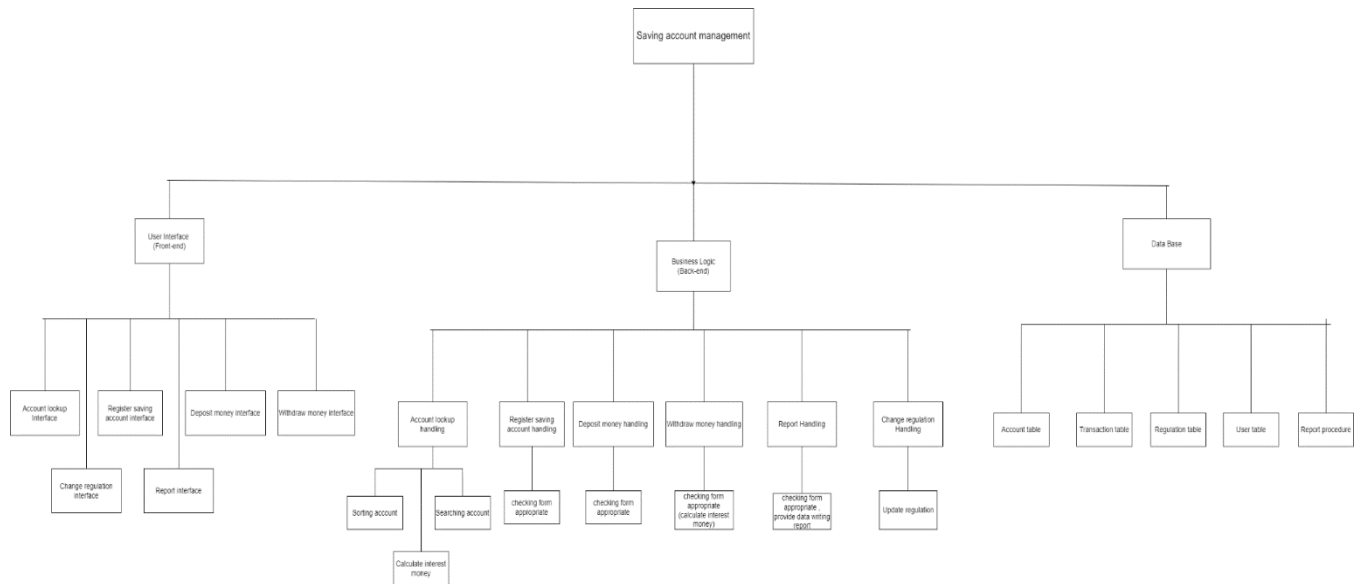 Saving account management
User Interface
(Front-end)
Business Logic
(Back-end)
Data Base
Account lookup
Interface
Register saving
account interface
Deposit money interface
Withdraw money interface
Change regulation
interface
Report interface
Account lookup
handling
Register saving
account handling
Deposit money handling
Withdraw money handling
Report Handling
Change regulation
Handling
Sorting account
Searching account
Calculate interest
money
checking form
appropriate
checking form
appropriate
checking form
appropriate
(calculate interest
money)
checking form
appropriate ,
provide data writing
report
Update regulation
Account table
Transaction table
Regulation table
User table
Report procedure